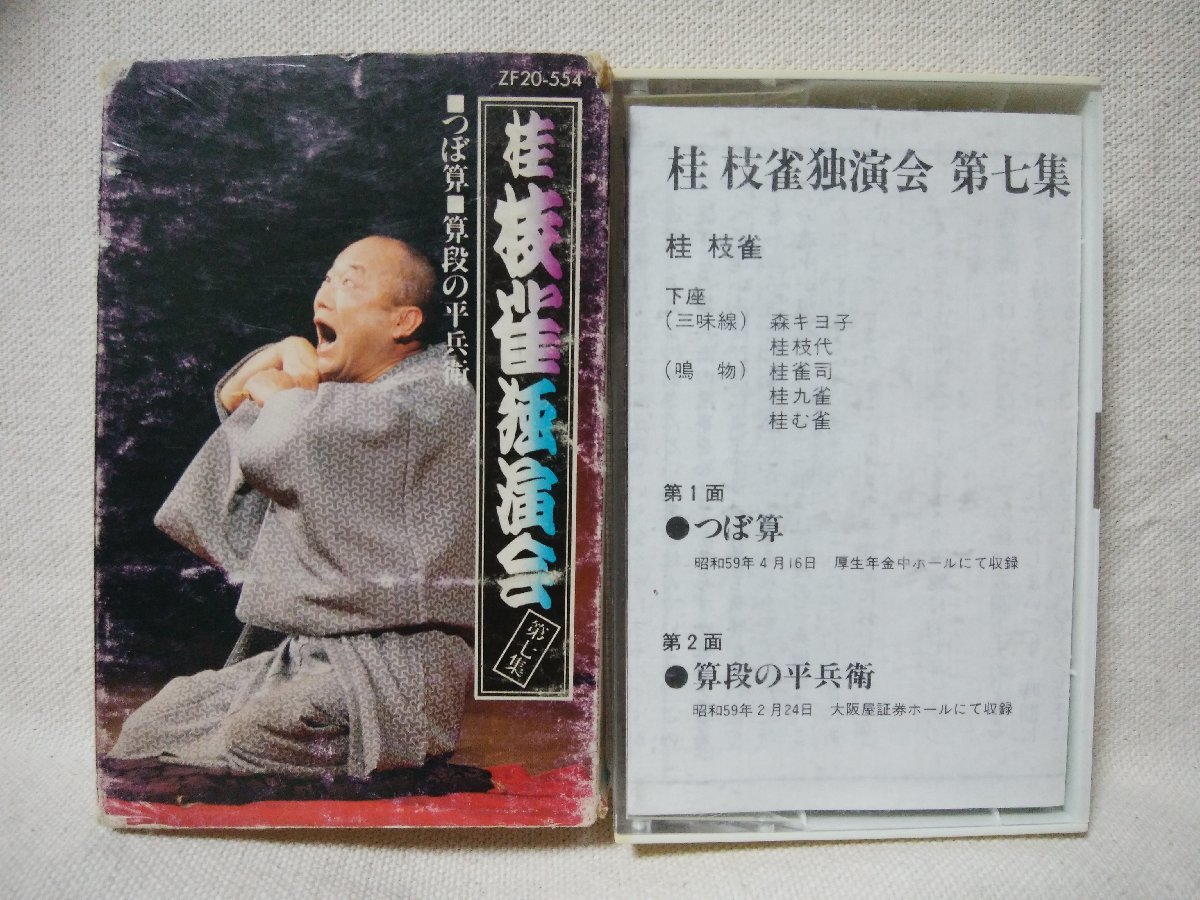 ZF20-554
桂枝雀独演会
第七集
■つぼ算■算段の平兵衛
桂 枝雀独演会 第七集
桂 枝雀
下座
(三味線) 森キヨ子
桂枝代
(鳴 物) 桂雀司
桂九雀
桂む雀
第1面
●つぼ算
昭和59年4月16日 厚生年金中ホールにて収録
第2面
●算段の平兵衛
昭和59年2月24日 大阪屋証券ホールにて収録